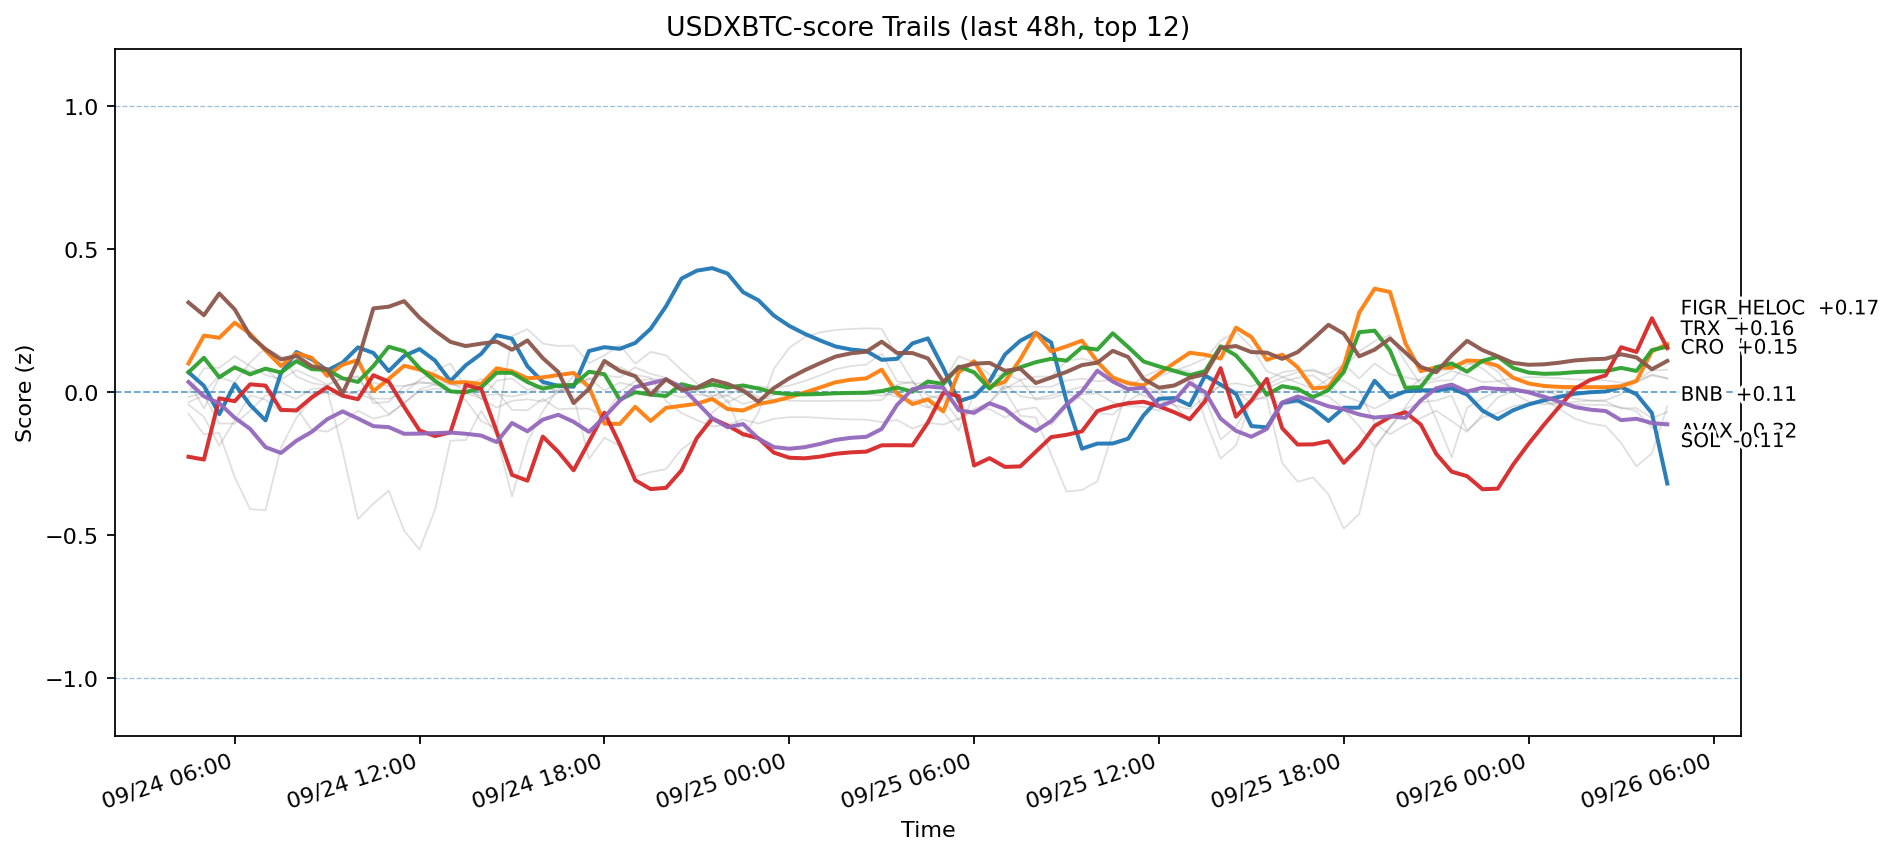 USDXBTC-score Trails (last 48h, top 12)
Score (z)
1.0
0.5
0.0
−0.5
−1.0
FIGR_HELOC +0.17
TRX +0.16
CRO +0.15
BNB +0.11
SOL -0.11
09/24 06:00
09/24 12:00
09/24 18:00
09/25 00:00
09/25 06:00
09/25 12:00
09/25 18:00
09/26 00:00
09/26 06:00
Time